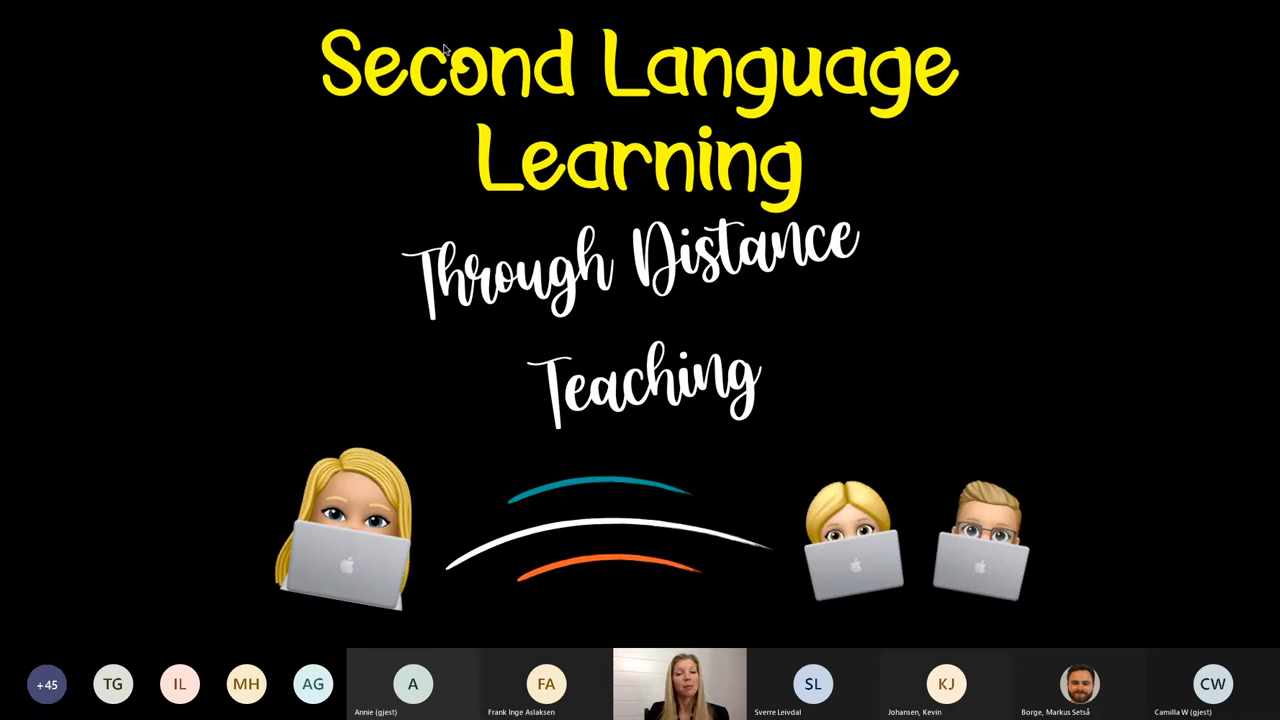 Second Language
Learning
Through Distance
Teaching
+45
TG
IL
MH
AG
A
FA
SL
KJ
CW
Annie (gjest)
Frank Inge Aslaksen
Sverre Leivdal
Johansen, Kevin
Borge, Markus Setså
Camilla W (gjest)